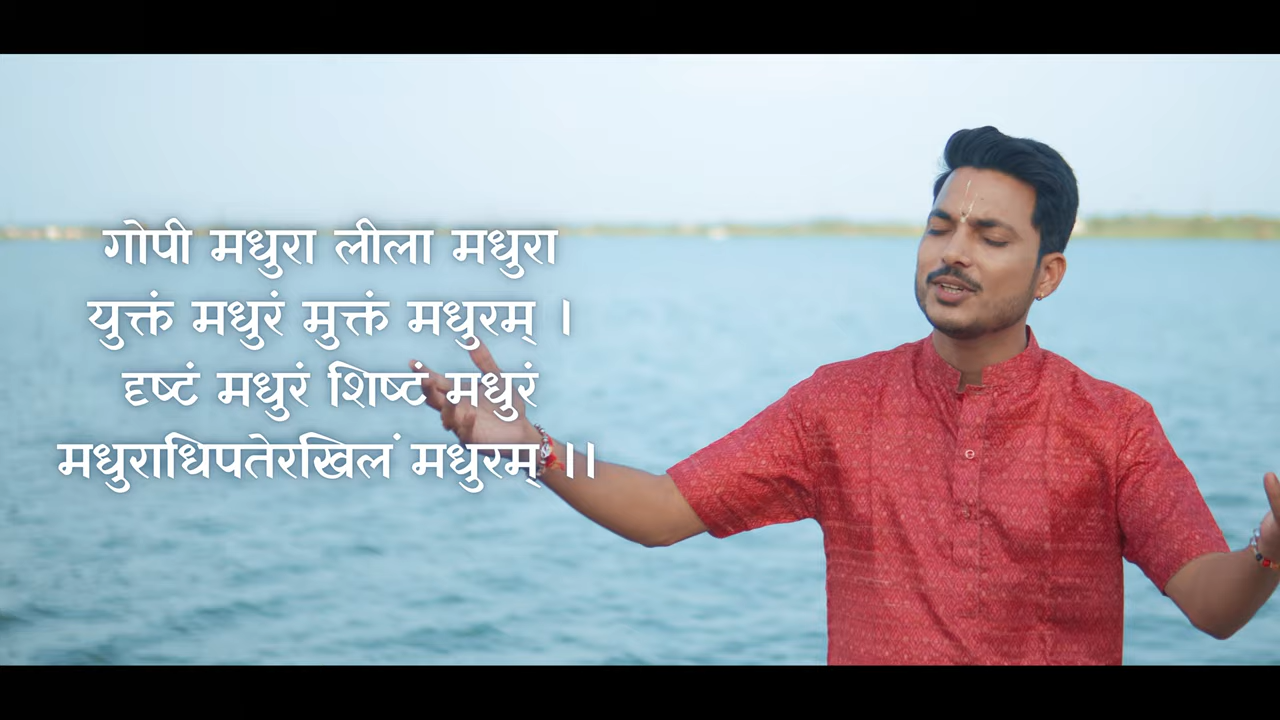 गोपी मधुरा लीला मधुरा
युक्तं मधुरं मुक्तं मधुरम् ।
दृष्टं मधुरं शिष्टं मधुरं
मधुराधिपतेरखिलं मधुरम् ।।